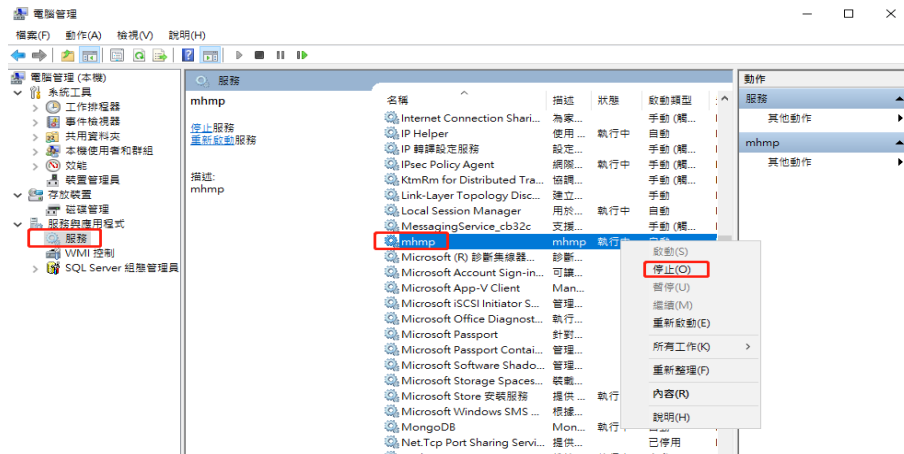 電腦管理
檔案(F) 動作(A) 檢視(V) 說明(H)
電腦管理 (本機)
系統工具
工作排程器
事件檢視器
共用資料夾
本機使用者和群組
效能
裝置管理員
存放裝置
磁碟管理
服務與應用程式
服務
WMI 控制
SQL Server 組態管理員
服務
mhmp
停止服務
重新啟動服務
描述:
mhmp
名稱 描述 狀態 啟動類型
Internet Connection Shari... 為家... 手動 (觸...
IP Helper 使用 ... 執行中 自動
IP 轉譯設定服務 設定... 手動 (觸...
IPsec Policy Agent 網際... 執行中 手動 (觸...
KtmRm for Distributed Tra... 協調... 手動 (觸...
Link-Layer Topology Disc... 建立... 手動
Local Session Manager 用於... 執行中 自動
MessagingService_cb32c 支援... 手動 (觸...
mhmp mhmp 執行中
Microsoft (R) 診斷集線器... 診斷...
Microsoft Account Sign-in... 可讓...
Microsoft App-V Client Man...
Microsoft iSCSI Initiator S... 管理...
Microsoft Office Diagnost... 執行...
Microsoft Passport 針對...
Microsoft Passport Contai... 管理...
Microsoft Software Shado... 管理...
Microsoft Storage Spaces... 裝載...
Microsoft Store 安裝服務 提供 ... 執行
Microsoft Windows SMS ... 根據...
MongoDB Mon... 執行
Net.Tcp Port Sharing Servi... 提供... 已停用
啟動(S)
停止(O)
暫停(U)
繼續(M)
重新啟動(E)
所有工作(K)
重新整理(F)
內容(R)
說明(H)
動作
服務
其他動作
mhmp
其他動作